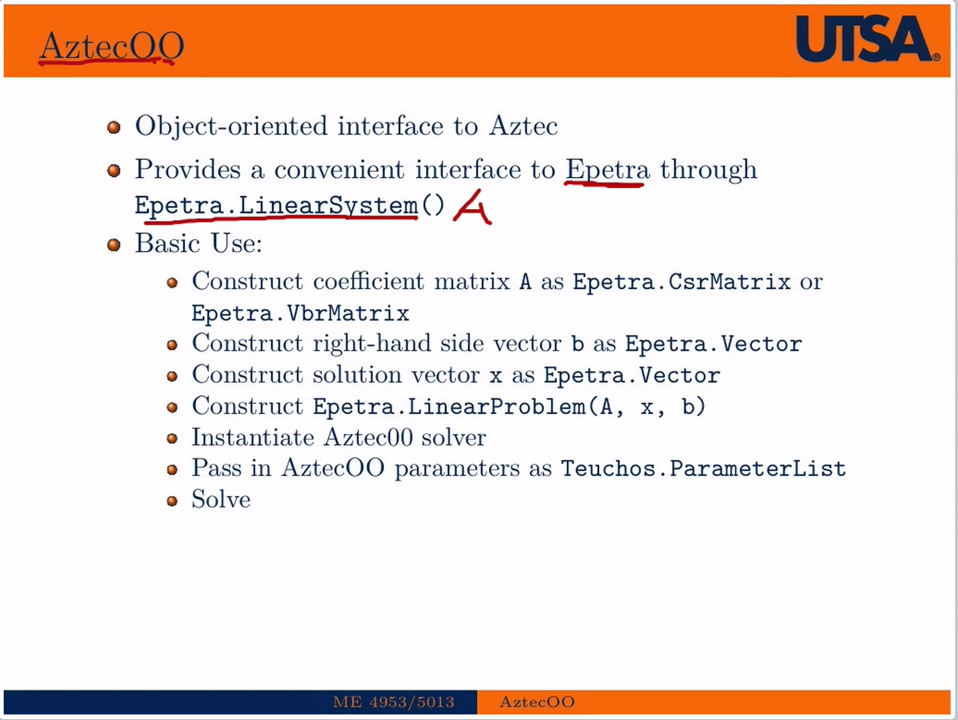 AztecOO
UTSA®
Object-oriented interface to Aztec
Provides a convenient interface to Epetra through
Epetra.LinearSystem() A
Basic Use:
Construct coefficient matrix A as Epetra.CsrMatrix or
Epetra.VbrMatrix
Construct right-hand side vector b as Epetra.Vector
Construct solution vector x as Epetra.Vector
Construct Epetra.LinearProblem(A, x, b)
Instantiate Aztec00 solver
Pass in AztecOO parameters as Teuchos.ParameterList
Solve
ME 4953/5013 AztecOO